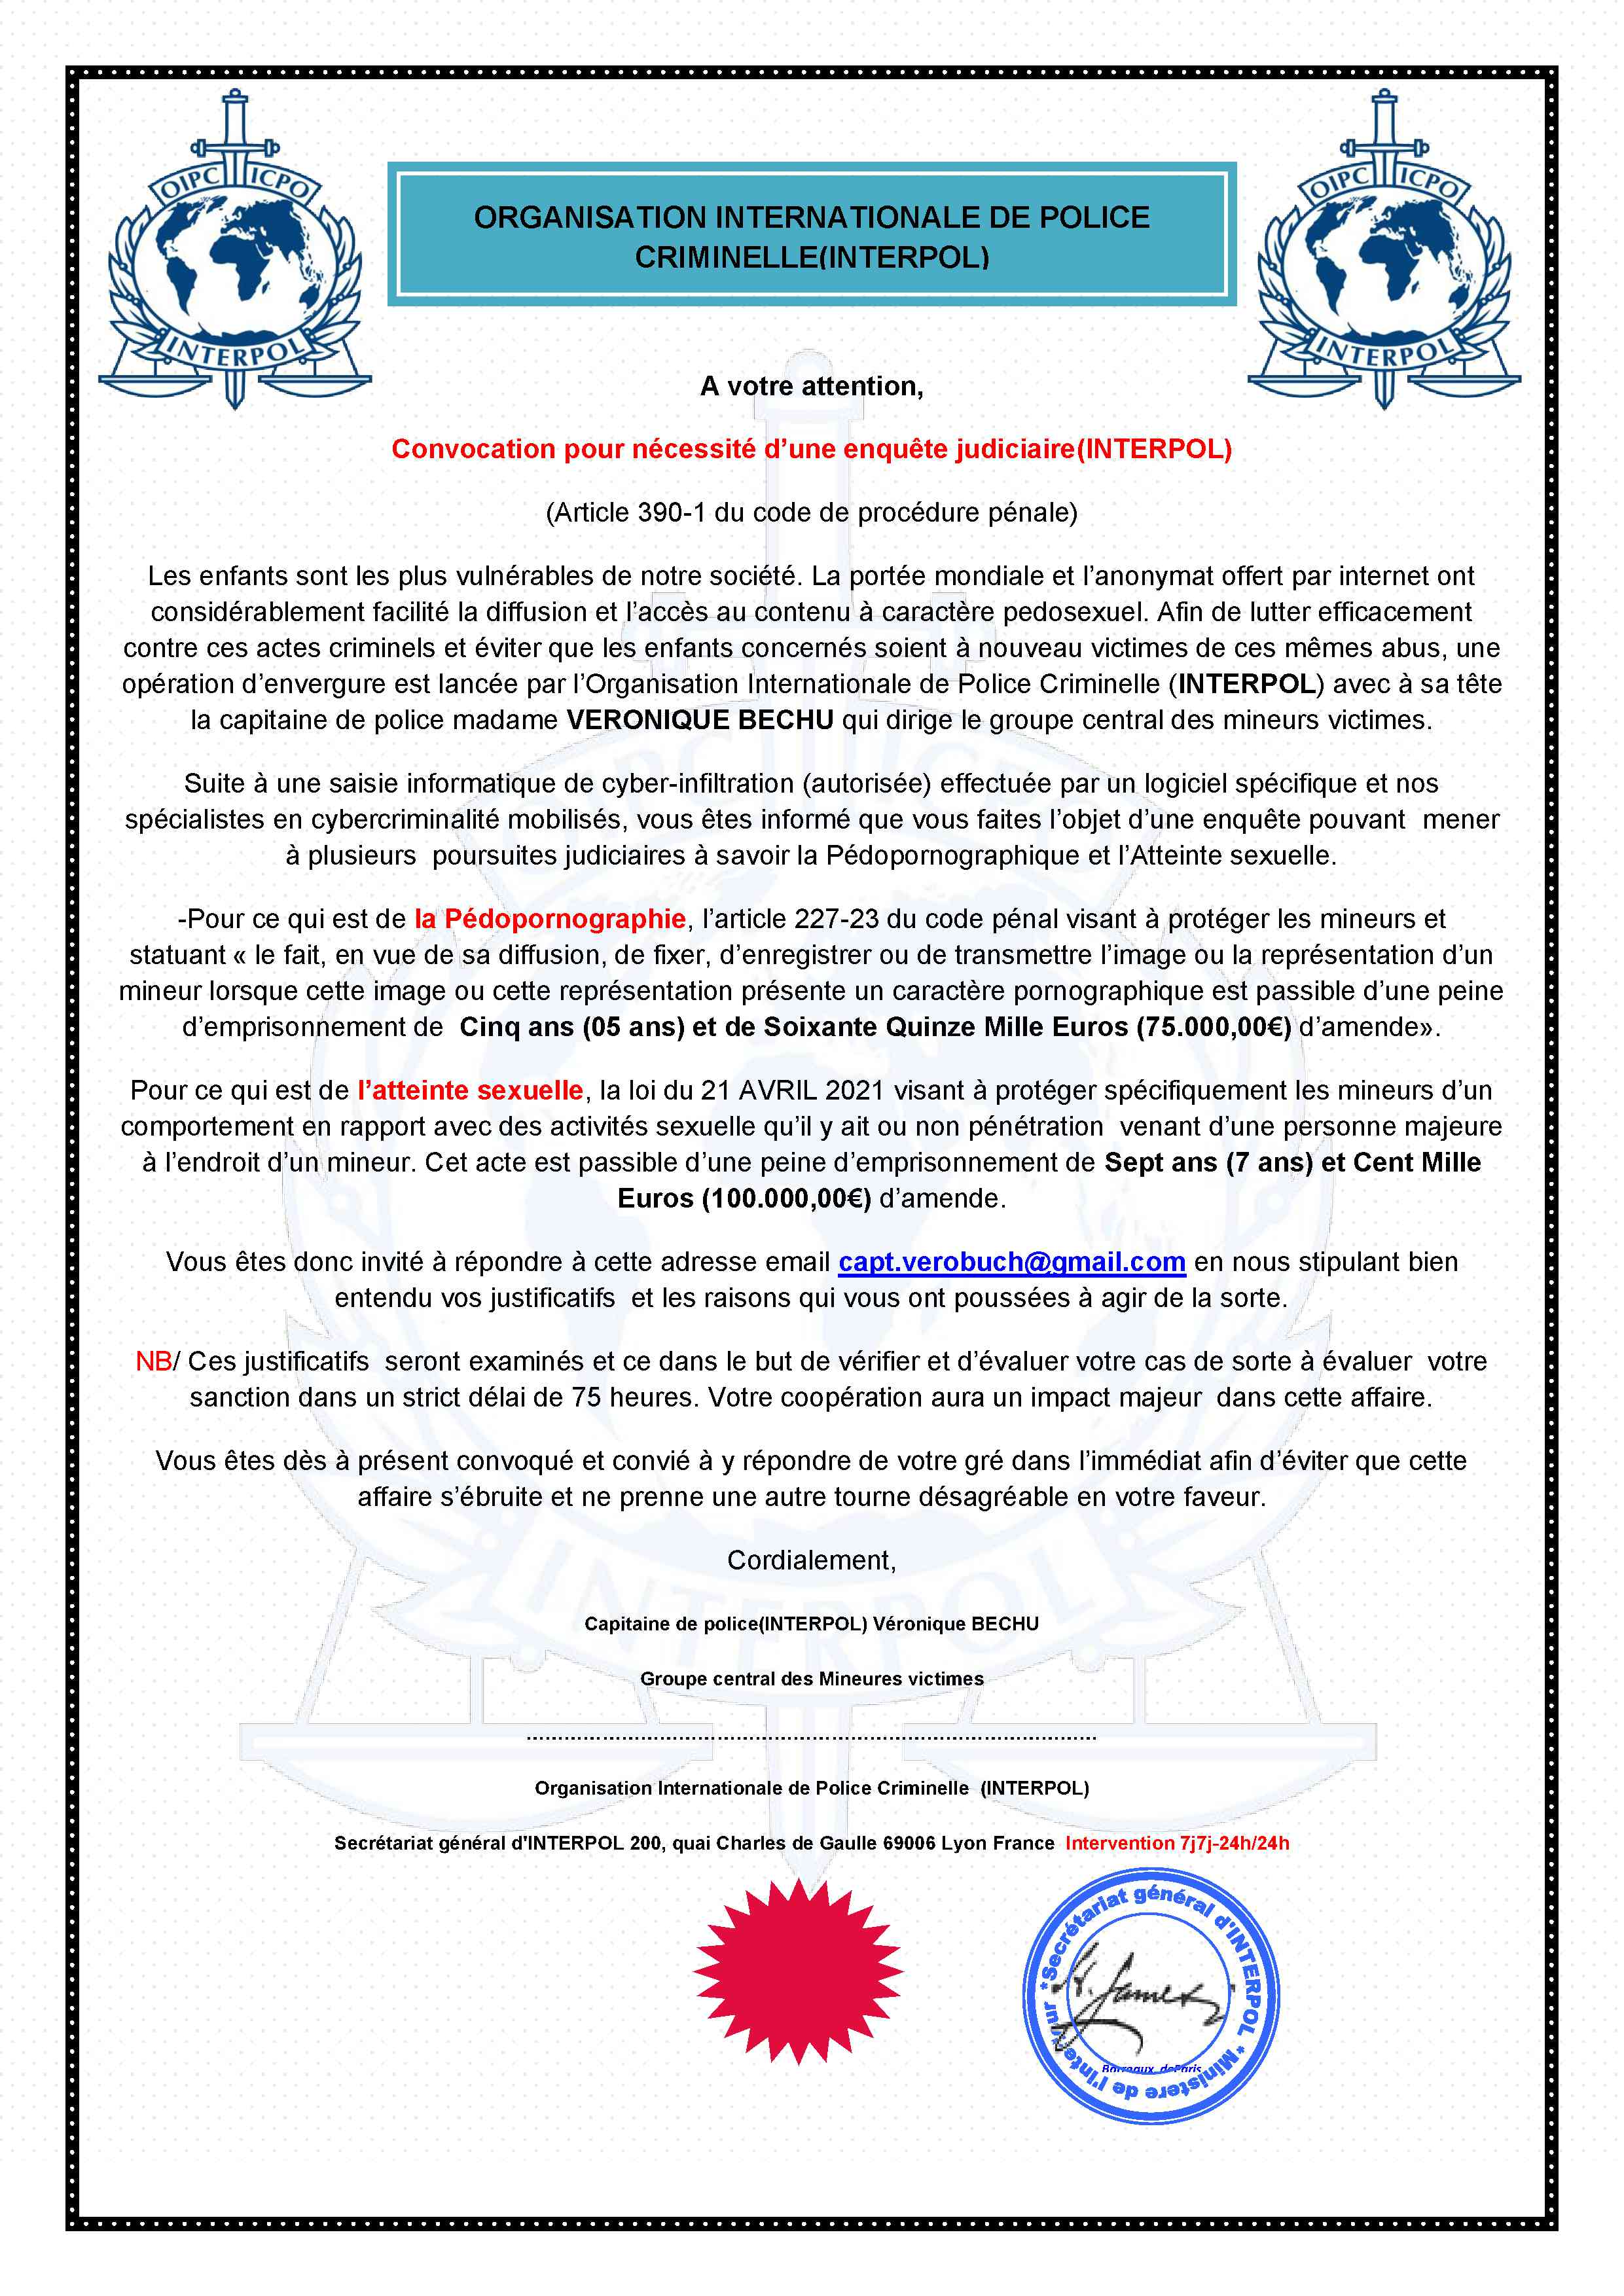 OIPC ICPO
INTERPOL
ORGANISATION INTERNATIONALE DE POLICE
CRIMINELLE(INTERPOL)
OIPC ICPO
INTERPOL
A votre attention,
Convocation pour nécessité d’une enquête judiciaire(INTERPOL)
(Article 390-1 du code de procédure pénale)
Les enfants sont les plus vulnérables de notre société. La portée mondiale et l’anonymat offert par internet ont
considérablement facilité la diffusion et l’accès au contenu à caractère pedosexuel. Afin de lutter efficacement
contre ces actes criminels et éviter que les enfants concernés soient à nouveau victimes de ces mêmes abus, une
opération d’envergure est lancée par l’Organisation Internationale de Police Criminelle (INTERPOL) avec à sa tête
la capitaine de police madame VERONIQUE BECHU qui dirige le groupe central des mineurs victimes.
Suite à une saisie informatique de cyber-infiltration (autorisée) effectuée par un logiciel spécifique et nos
spécialistes en cybercriminalité mobilisés, vous êtes informé que vous faites l’objet d’une enquête pouvant  mener
à plusieurs  poursuites judiciaires à savoir la Pédopornographique et l’Atteinte sexuelle.
-Pour ce qui est de la Pédopornographie, l’article 227-23 du code pénal visant à protéger les mineurs et
statuant « le fait, en vue de sa diffusion, de fixer, d’enregistrer ou de transmettre l’image ou la représentation d’un
mineur lorsque cette image ou cette représentation présente un caractère pornographique est passible d’une peine
d’emprisonnement de  Cinq ans (05 ans) et de Soixante Quinze Mille Euros (75.000,00€) d’amende».
Pour ce qui est de l’atteinte sexuelle, la loi du 21 AVRIL 2021 visant à protéger spécifiquement les mineurs d’un
comportement en rapport avec des activités sexuelle qu’il y ait ou non pénétration  venant d’une personne majeure
à l’endroit d’un mineur. Cet acte est passible d’une peine d’emprisonnement de Sept ans (7 ans) et Cent Mille
Euros (100.000,00€) d’amende.
Vous êtes donc invité à répondre à cette adresse email capt.verobuch@gmail.com en nous stipulant bien
entendu vos justificatifs  et les raisons qui vous ont poussées à agir de la sorte.
NB/ Ces justificatifs  seront examinés et ce dans le but de vérifier et d’évaluer votre cas de sorte à évaluer  votre
sanction dans un strict délai de 75 heures. Votre coopération aura un impact majeur  dans cette affaire.
Vous êtes dès à présent convoqué et convié à y répondre de votre gré dans l’immédiat afin d’éviter que cette
affaire s’ébruite et ne prenne une autre tourne désagréable en votre faveur.
Cordialement,
Capitaine de police(INTERPOL) Véronique BECHU
Groupe central des Mineures victimes
Organisation Internationale de Police Criminelle  (INTERPOL)
Secrétariat général d'INTERPOL 200, quai Charles de Gaulle 69006 Lyon France  Intervention 7j7j-24h/24h
*Secrétariat général d'INTERPOL *Ministere de l'Interieur